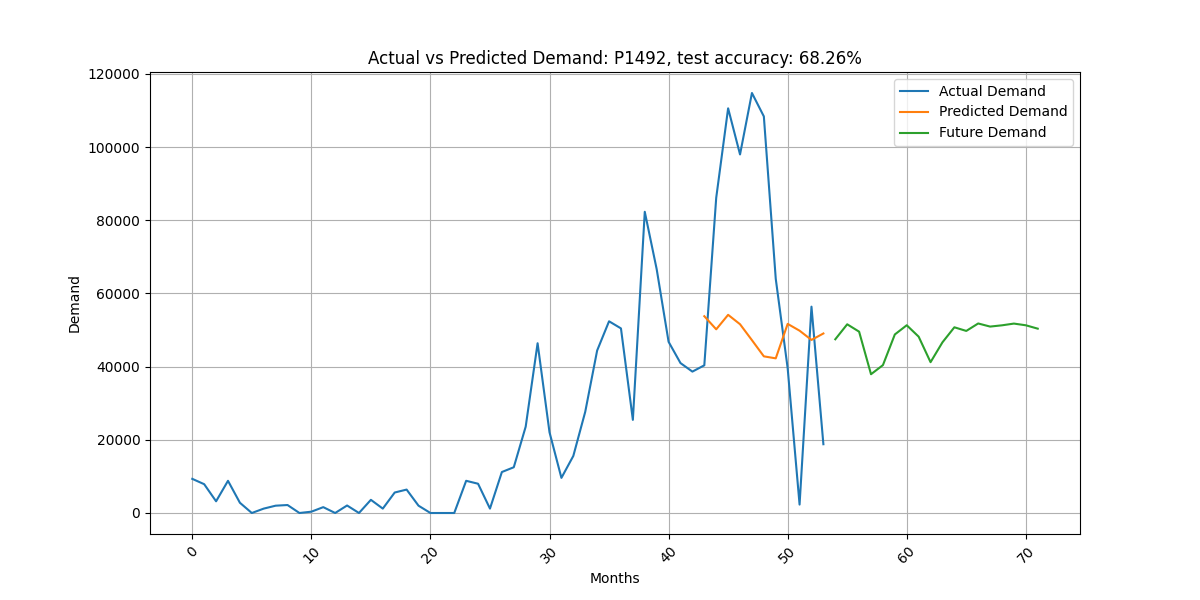 Actual vs Predicted Demand: P1492, test accuracy: 68.26%
120000
100000
80000
60000
40000
20000
0
Demand
Actual Demand
Predicted Demand
Future Demand
0
10
20
30
40
50
60
70
Months